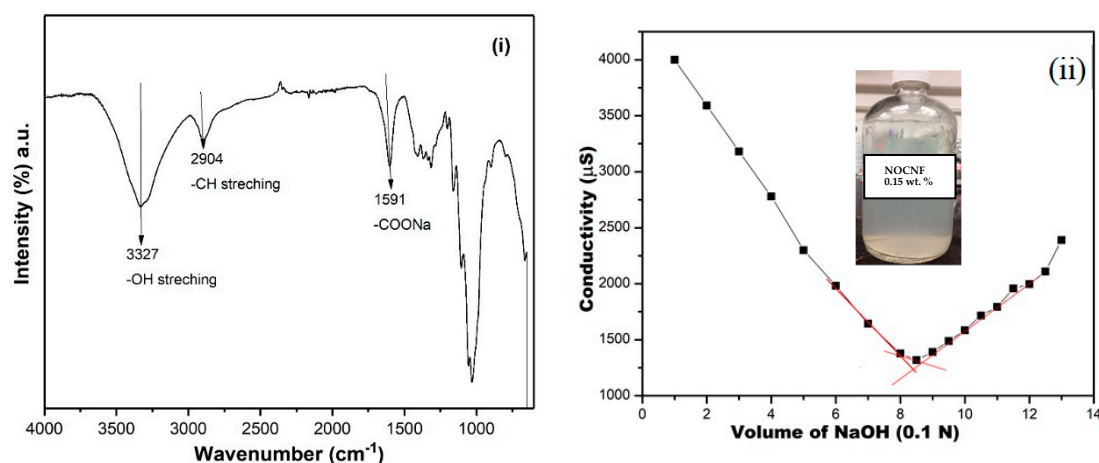 (i)
Intensity (%) a.u.
2904
-CH streching
1591
-COONa
3327
-OH streching
4000 3500 3000 2500 2000 1500 1000
Wavenumber (cm-1)
(ii)
4000
3500
3000
2500
2000
1500
1000
Conductivity (μS)
NOCNF
0.15 wt. %
0 2 4 6 8 10 12 14
Volume of NaOH (0.1 N)